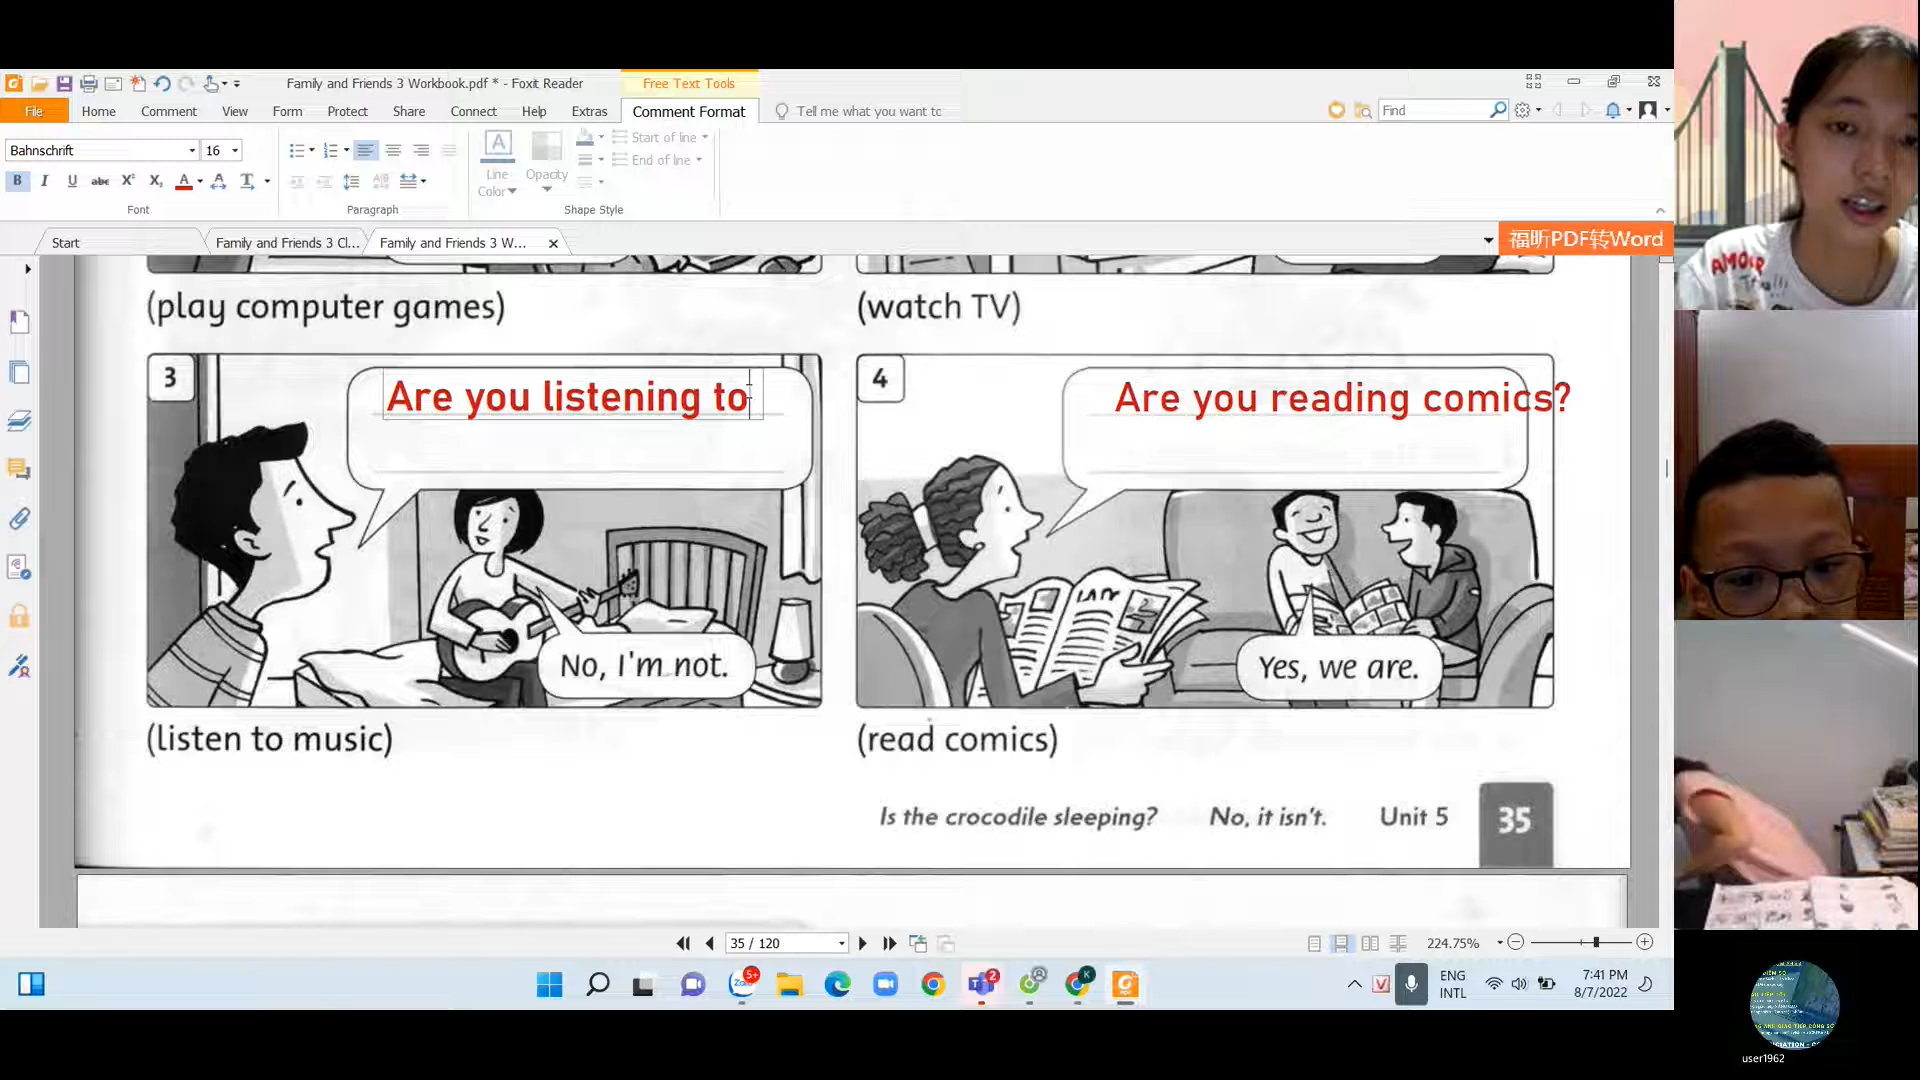 Family and Friends 3 Workbook.pdf * - Foxit Reader
Free Text Tools
File Home Comment View Form Protect Share Connect Help Extras Comment Format Tell me what you want to Find
Bahnschrift 16
Start of line
End of line
Line Color
Opacity
Font Paragraph Shape Style
Start
Family and Friends 3 Cl...
Family and Friends 3 W...
福昕PDF转Word
(play computer games)
(watch TV)
3
Are you listening to
No, I'm not.
(listen to music)
4
Are you reading comics?
Yes, we are.
(read comics)
Is the crocodile sleeping? No, it isn't. Unit 5 35
35 / 120
224.75%
5+
2
K
ENG
INTL
7:41 PM
8/7/2022
AMOUR
user1962